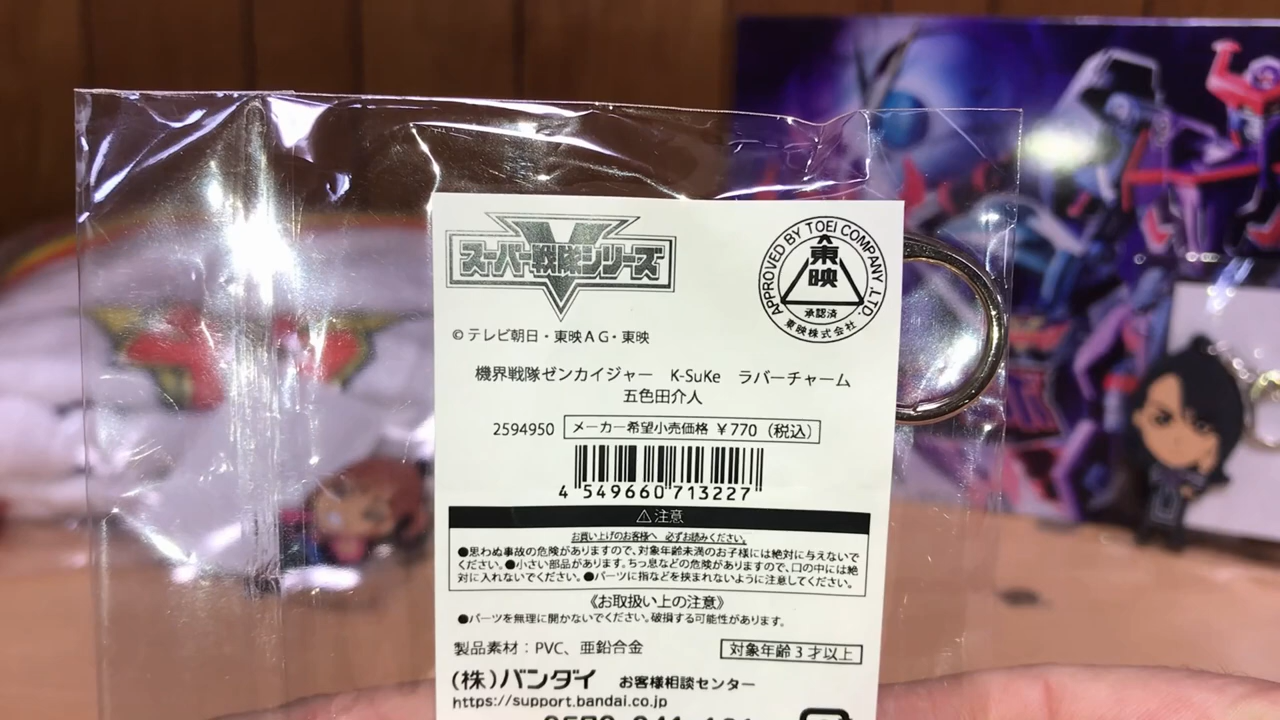 スーパー戦隊シリーズ
APPROVED BY TOEI COMPANY, LTD.
東映
承認済
東映株式会社
© テレビ朝日・東映AG・東映
機界戦隊ゼンカイジャー K-SuKe ラバーチャーム
五色田介人
2594950 メーカー希望小売価格 ¥770（税込）
4 549660 713227
⚠注意
お買い上げのお客様へ 必ずお読みください。
●思わぬ事故の危険がありますので、対象年齢未満のお子様には絶対に与えないで
ください。●小さい部品があります。ちっ息などの危険がありますので、口の中には絶
対に入れないでください。●パーツに指などを挟まれないように注意してください。
《お取扱い上の注意》
●パーツを無理に開かないでください。破損する可能性があります。
製品素材：PVC、亜鉛合金 対象年齢3才以上
(株)バンダイ お客様相談センター
https://support.bandai.co.jp